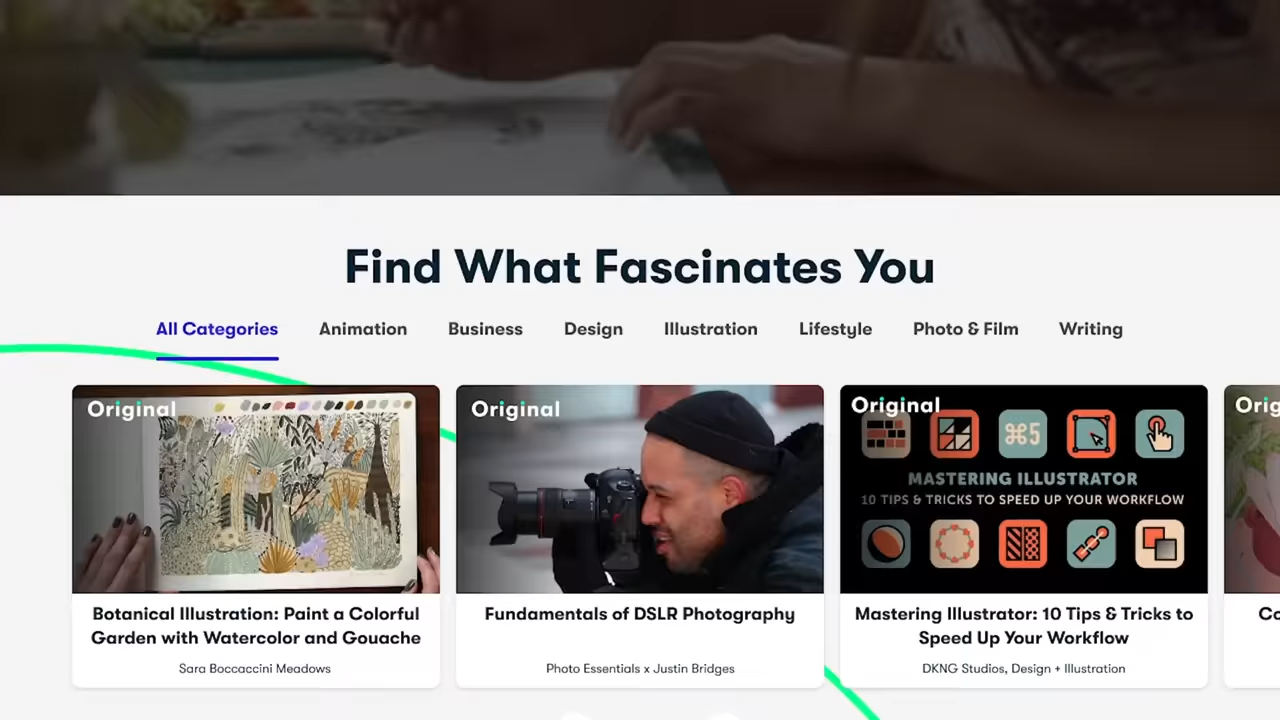 Find What Fascinates You
All Categories Animation Business Design Illustration Lifestyle Photo & Film Writing
Original
Botanical Illustration: Paint a Colorful
Garden with Watercolor and Gouache
Sara Boccaccini Meadows
Original
Fundamentals of DSLR Photography
Photo Essentials x Justin Bridges
Original
⌘5
MASTERING ILLUSTRATOR
10 TIPS & TRICKS TO SPEED UP YOUR WORKFLOW
Mastering Illustrator: 10 Tips & Tricks to
Speed Up Your Workflow
DKNG Studios, Design + Illustration